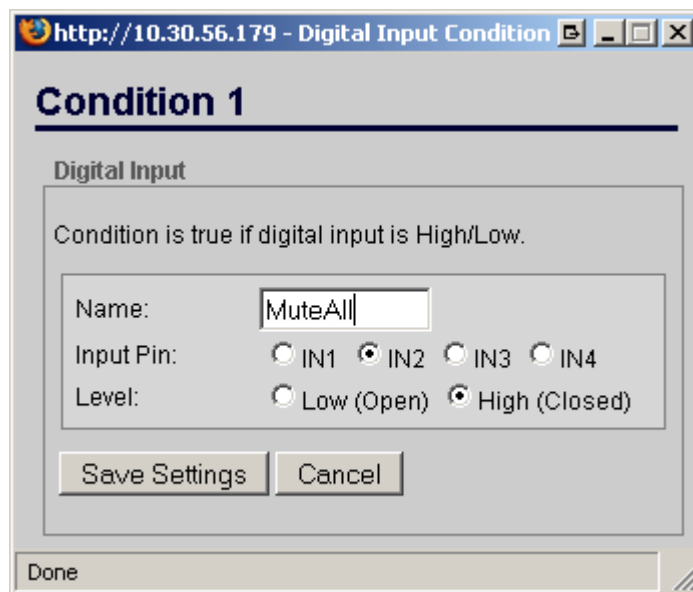 http://10.30.56.179 - Digital Input Condition
Condition 1
Digital Input
Condition is true if digital input is High/Low.
Name: MuteAll
Input Pin: IN1 IN2 IN3 IN4
Level: Low (Open) High (Closed)
Save Settings Cancel
Done